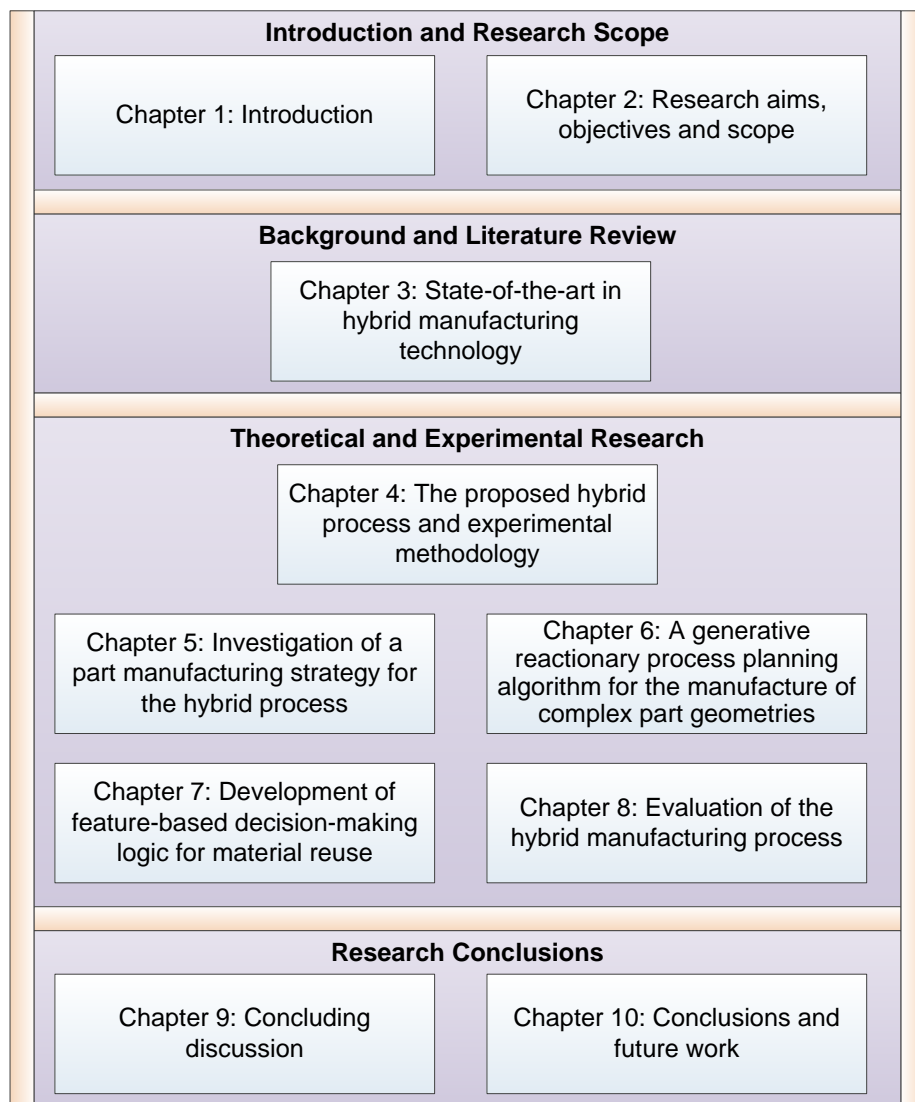 Introduction and Research Scope
Chapter 1: Introduction
Chapter 2: Research aims,
objectives and scope
Background and Literature Review
Chapter 3: State-of-the-art in
hybrid manufacturing
technology
Theoretical and Experimental Research
Chapter 4: The proposed hybrid
process and experimental
methodology
Chapter 5: Investigation of a
part manufacturing strategy for
the hybrid process
Chapter 6: A generative
reactionary process planning
algorithm for the manufacture of
complex part geometries
Chapter 7: Development of
feature-based decision-making
logic for material reuse
Chapter 8: Evaluation of the
hybrid manufacturing process
Research Conclusions
Chapter 9: Concluding
discussion
Chapter 10: Conclusions and
future work